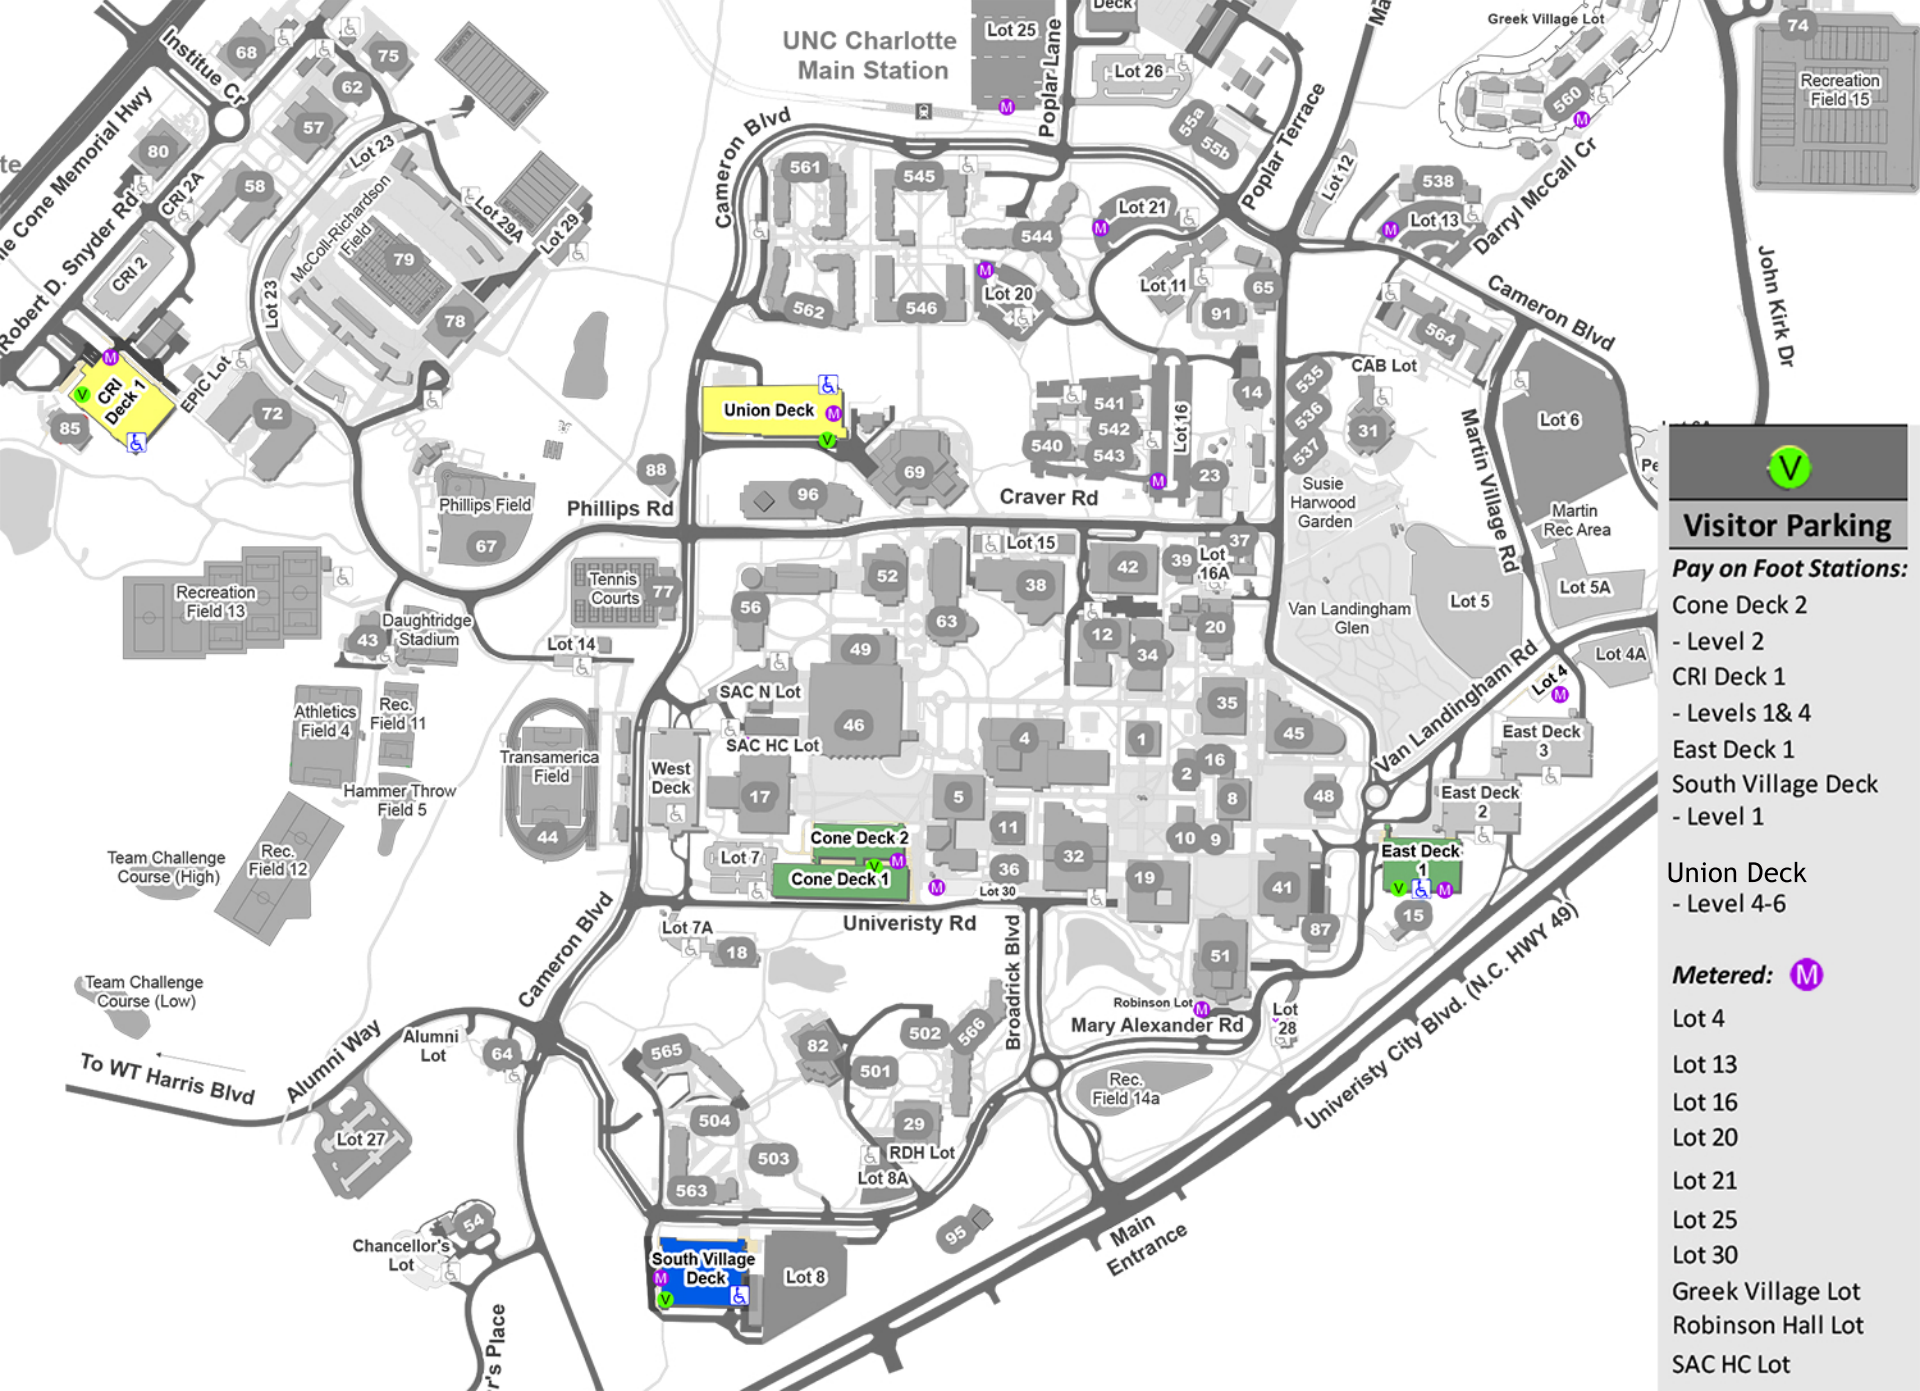 Institue Cr
68
75
62
57
80
58
CRI 2A
CRI 2
Robert D. Snyder Rd
te
le Cone Memorial Hwy
Lot 23
McColl-Richardson
Field
79
78
Lot 29A
Lot 29
Lot 23
M
V
CRI
Deck 1
85
EPIC Lot
72
UNC Charlotte
Main Station
Lot 25
M
Poplar Lane
Deck
Lot 26
55a
55b
Poplar Terrace
Ma
Greek Village Lot
560
M
Darryl McCall Cr
74
Recreation
Field 15
Cameron Blvd
561
545
562
546
544
Lot 21
M
Lot 20
M
Lot 11
65
91
Lot 12
538
Lot 13
M
Cameron Blvd
John Kirk Dr
564
CAB Lot
535
536
537
31
14
Union Deck
M
V
69
96
88
541
542
540
543
Lot 16
M
23
Craver Rd
Phillips Rd
Phillips Field
67
Susie
Harwood
Garden
Martin Village Rd
Lot 6
Martin
Rec Area
Lot 5A
Lot 5
Lot 4A
Lot 4
M
Van Landingham
Glen
Van Landingham Rd
Recreation
Field 13
43
Daughtridge
Stadium
Tennis
Courts
77
Lot 14
56
52
63
Lot 15
38
42
39
37
Lot
16A
12
34
20
49
46
SAC N Lot
SAC HC Lot
West
Deck
17
4
1
35
45
2
16
8
48
5
11
10
9
32
36
19
41
87
51
Athletics
Field 4
Rec.
Field 11
Hammer Throw
Field 5
Transamerica
Field
44
Rec.
Field 12
Team Challenge
Course (High)
Team Challenge
Course (Low)
Cone Deck 2
V
M
Cone Deck 1
Lot 7
M
Lot 30
Univeristy Rd
Lot 7A
18
East Deck
3
East Deck
2
East Deck
1
V
M
15
Univeristy City Blvd. (N.C. HWY 49)
Cameron Blvd
Alumni Way
Alumni
Lot
64
To WT Harris Blvd
Lot 27
Chancellor's
Lot
54
r's Place
565
504
503
563
82
501
502
566
29
RDH Lot
Lot 8A
Broadrick Blvd
Robinson Lot
M
Mary Alexander Rd
Lot
28
Rec.
Field 14a
95
Main
Entrance
South Village
Deck
M
V
Lot 8
V
Visitor Parking
Pay on Foot Stations:
Cone Deck 2
- Level 2
CRI Deck 1
- Levels 1& 4
East Deck 1
South Village Deck
- Level 1
Union Deck
- Level 4-6
Metered: M
Lot 4
Lot 13
Lot 16
Lot 20
Lot 21
Lot 25
Lot 30
Greek Village Lot
Robinson Hall Lot
SAC HC Lot